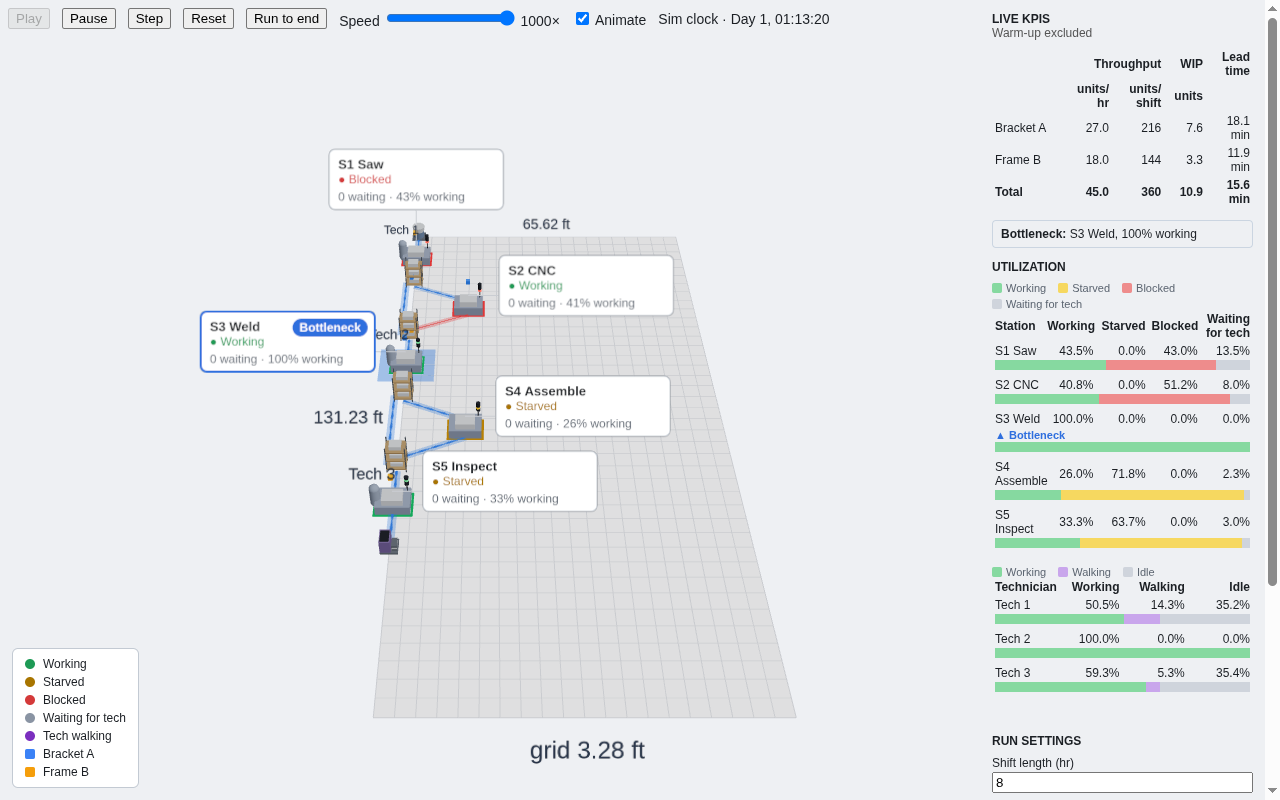 Play Pause Step Reset Run to end Speed 1000× Animate Sim clock · Day 1, 01:13:20
S1 Saw
● Blocked
0 waiting · 43% working
Tech
65.62 ft
S2 CNC
● Working
0 waiting · 41% working
S3 Weld Bottleneck
● Working
0 waiting · 100% working
ech 2
S4 Assemble
● Starved
0 waiting · 26% working
131.23 ft
S5 Inspect
● Starved
0 waiting · 33% working
Tech 3
grid 3.28 ft
Working
Starved
Blocked
Waiting for tech
Tech walking
Bracket A
Frame B
LIVE KPIS
Warm-up excluded
Throughput WIP Lead time
units/hr units/shift units
Bracket A 27.0 216 7.6 18.1 min
Frame B 18.0 144 3.3 11.9 min
Total 45.0 360 10.9 15.6 min
Bottleneck: S3 Weld, 100% working
UTILIZATION
Working Starved Blocked
Waiting for tech
Station Working Starved Blocked Waiting for tech
S1 Saw 43.5% 0.0% 43.0% 13.5%
S2 CNC 40.8% 0.0% 51.2% 8.0%
S3 Weld 100.0% 0.0% 0.0% 0.0%
▲ Bottleneck
S4 Assemble 26.0% 71.8% 0.0% 2.3%
S5 Inspect 33.3% 63.7% 0.0% 3.0%
Working Walking Idle
Technician Working Walking Idle
Tech 1 50.5% 14.3% 35.2%
Tech 2 100.0% 0.0% 0.0%
Tech 3 59.3% 5.3% 35.4%
RUN SETTINGS
Shift length (hr)
8